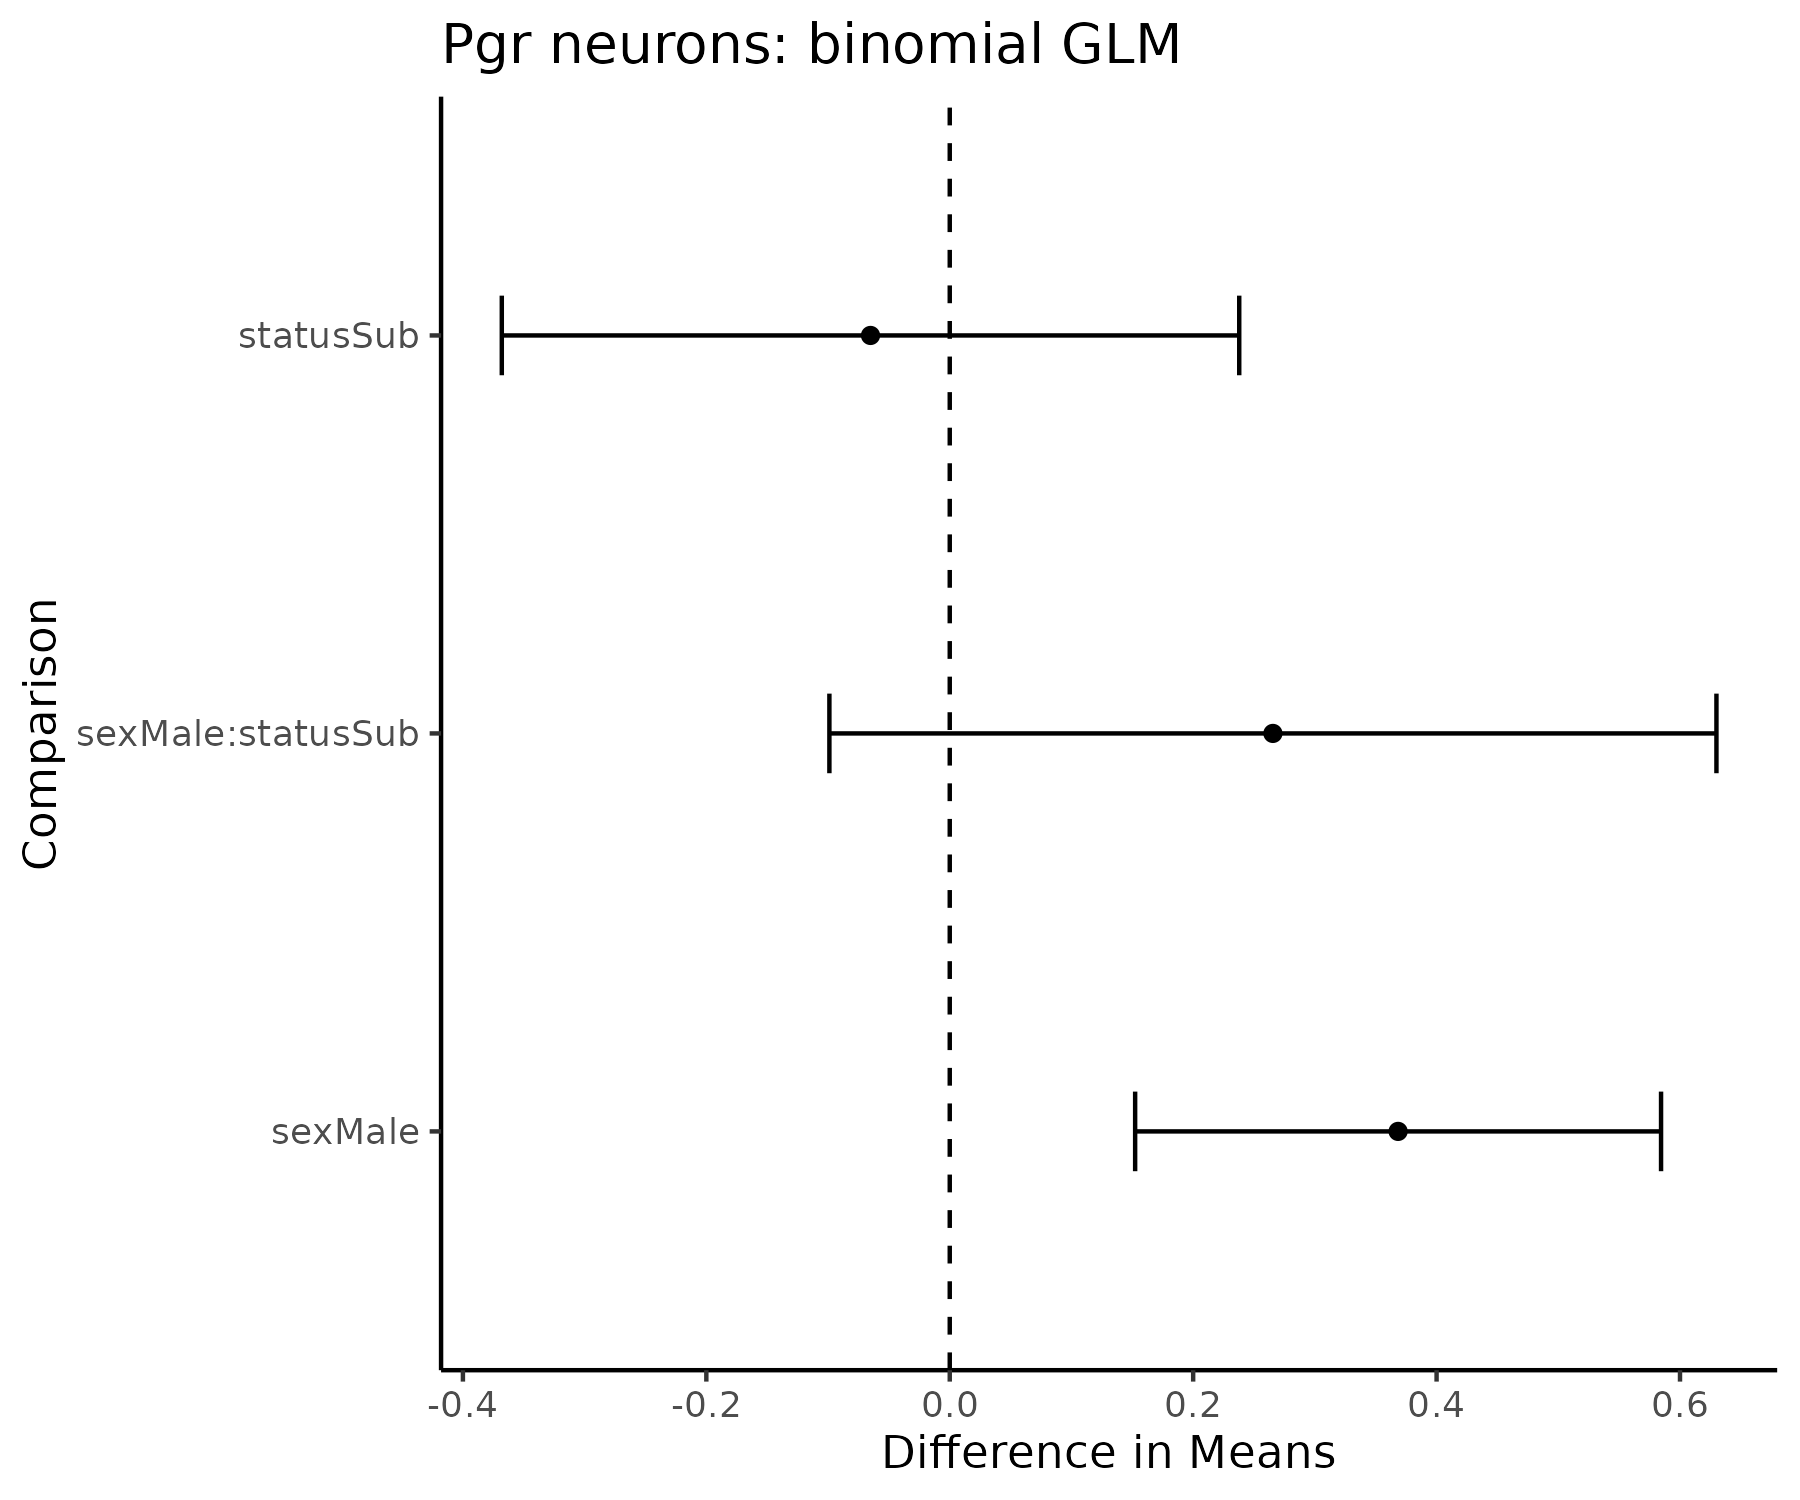 Pgr neurons: binomial GLM
statusSub
sexMale:statusSub
sexMale
Comparison
-0.4 -0.2 0.0 0.2 0.4 0.6
Difference in Means